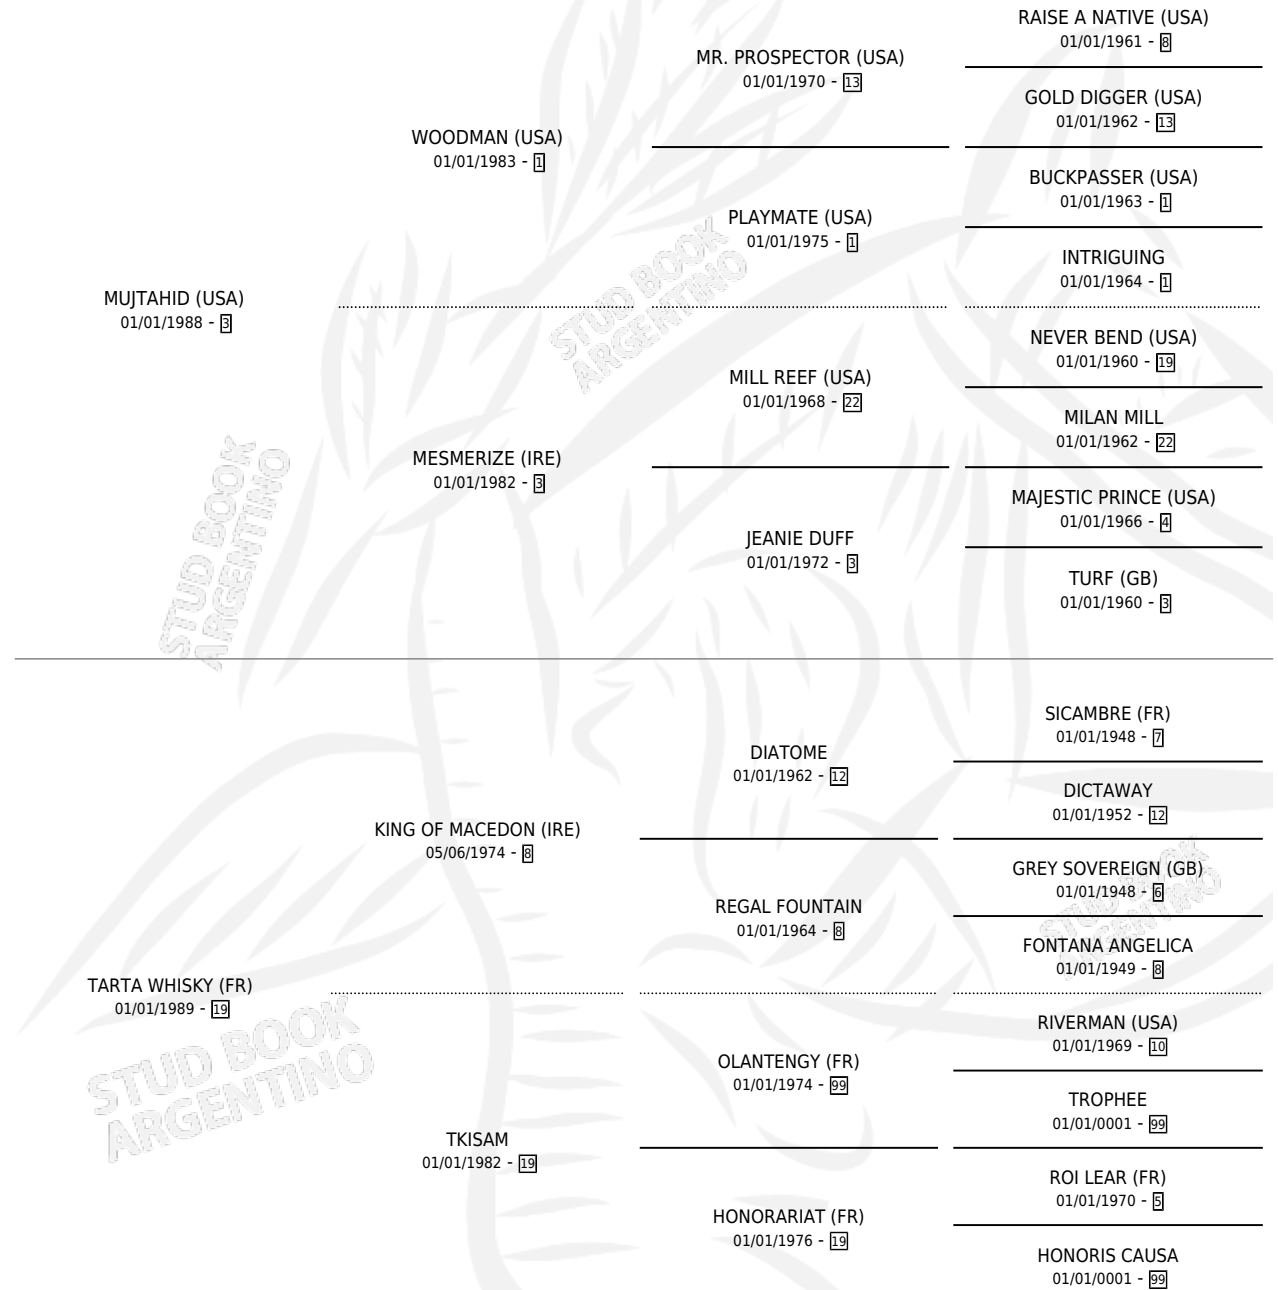 RAISE A NATIVE (USA)
01/01/1961 - 8
MR. PROSPECTOR (USA)
01/01/1970 - 13
GOLD DIGGER (USA)
01/01/1962 - 13
WOODMAN (USA)
01/01/1983 - 1
BUCKPASSER (USA)
01/01/1963 - 1
PLAYMATE (USA)
01/01/1975 - 1
INTRIGUING
01/01/1964 - 1
MUJTAHID (USA)
01/01/1988 - 3
STUD BOOK
ARGENTINO
NEVER BEND (USA)
01/01/1960 - 19
MILL REEF (USA)
01/01/1968 - 22
MILAN MILL
01/01/1962 - 22
MESMERIZE (IRE)
01/01/1982 - 3
MAJESTIC PRINCE (USA)
01/01/1966 - 4
JEANIE DUFF
01/01/1972 - 3
TURF (GB)
01/01/1960 - 3
STUD BOOK
ARGENTINO
SICAMBRE (FR)
01/01/1948 - 7
DIATOME
01/01/1962 - 12
DICTAWAY
01/01/1952 - 12
KING OF MACEDON (IRE)
05/06/1974 - 8
GREY SOVEREIGN (GB)
01/01/1948 - 6
REGAL FOUNTAIN
01/01/1964 - 8
STUD BOOK
ARGENTINO
FONTANA ANGELICA
01/01/1949 - 8
TARTA WHISKY (FR)
01/01/1989 - 19
RIVERMAN (USA)
01/01/1969 - 10
OLANTENGY (FR)
01/01/1974 - 99
STUD BOOK
ARGENTINO
TROPHEE
01/01/0001 - 99
TKISAM
01/01/1982 - 19
ROI LEAR (FR)
01/01/1970 - 5
HONORARIAT (FR)
01/01/1976 - 19
HONORIS CAUSA
01/01/0001 - 99